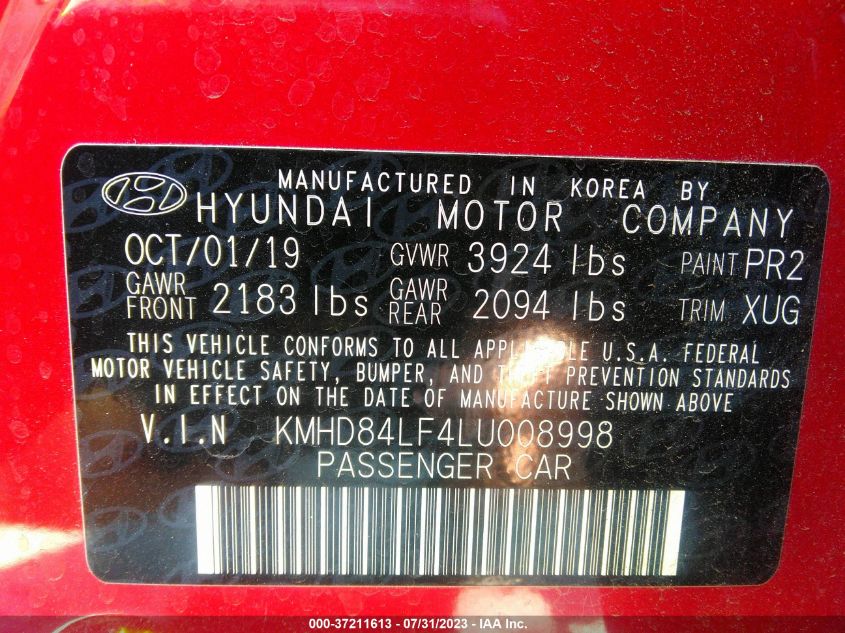 MANUFACTURED IN KOREA BY
HYUNDAI MOTOR COMPANY
OCT/01/19 GVWR 3924 lbs PAINT PR2
GAWR FRONT 2183 lbs GAWR REAR 2094 lbs TRIM XUG
THIS VEHICLE CONFORMS TO ALL APPLICABLE U.S.A. FEDERAL
MOTOR VEHICLE SAFETY, BUMPER, AND THEFT PREVENTION STANDARDS
IN EFFECT ON THE DATE OF MANUFACTURE SHOWN ABOVE.
V.I.N KMHD84LF4LU008998
PASSENGER CAR
000-37211613 - 07/31/2023 - IAA Inc.